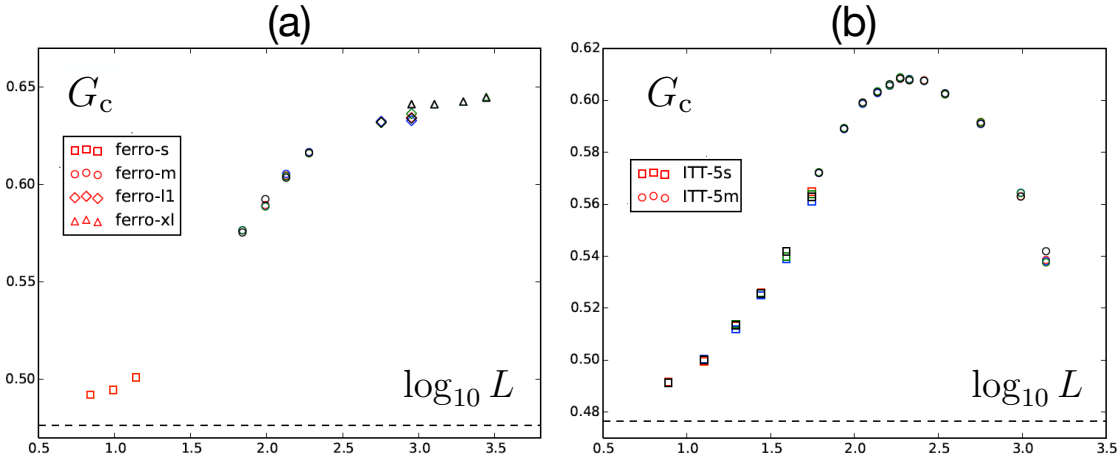 (a)
0.65
0.60
0.55
0.50
G_c
ferro-s
ferro-m
ferro-l1
ferro-xl
log₁₀ L
0.5 1.0 1.5 2.0 2.5 3.0 3.5
(b)
0.62
0.60
0.58
0.56
0.54
0.52
0.50
0.48
G_c
ITT-5s
ITT-5m
log₁₀ L
0.5 1.0 1.5 2.0 2.5 3.0 3.5